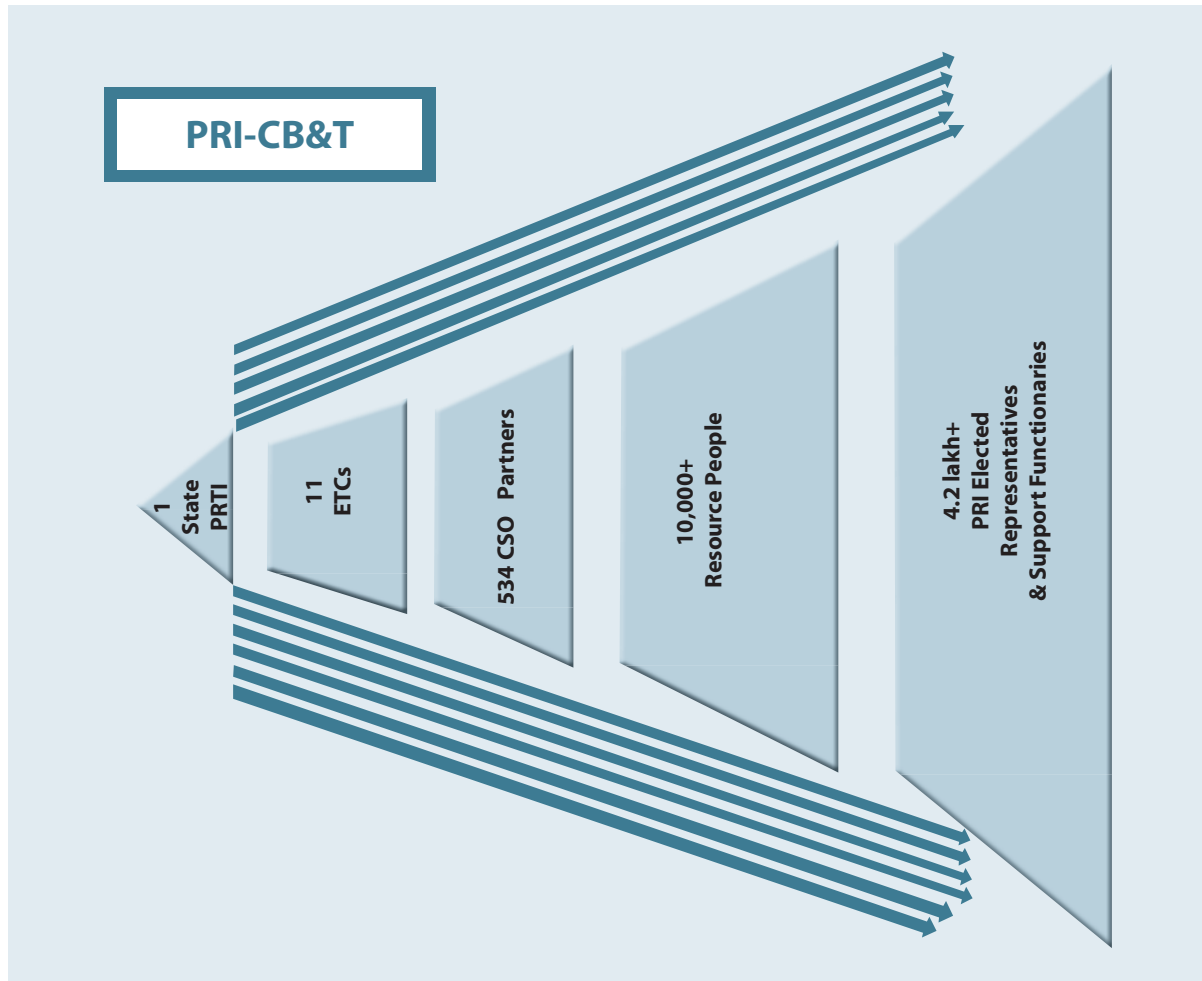 PRI-CB&T
1
State
PRTI
11
ETCs
534 CSO Partners
10,000+
Resource People
4.2 lakh+
PRI Elected
Representatives
& Support Functionaries